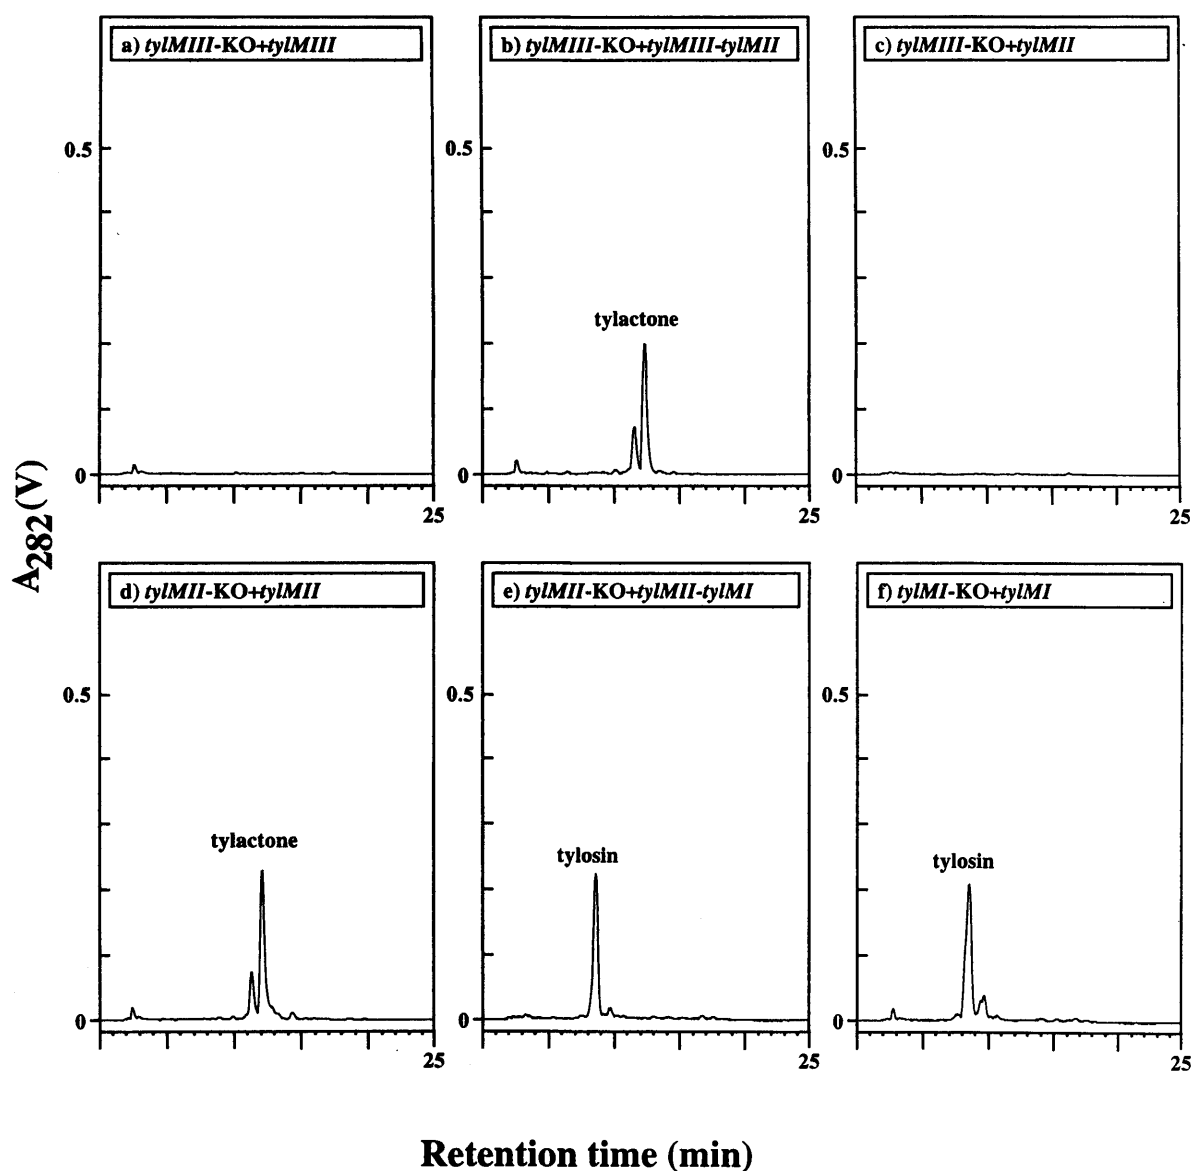 a) tylMIII-KO+tylMIII
b) tylMIII-KO+tylMIII-tylMII
c) tylMIII-KO+tylMII
0.5
0.5
0.5
tylactone
0
0
0
25
25
25
A282(V)
d) tylMII-KO+tylMII
e) tylMII-KO+tylMII-tylMI
f) tylMI-KO+tylMI
0.5
0.5
0.5
tylactone
tylosin
tylosin
0
0
0
25
25
25
Retention time (min)